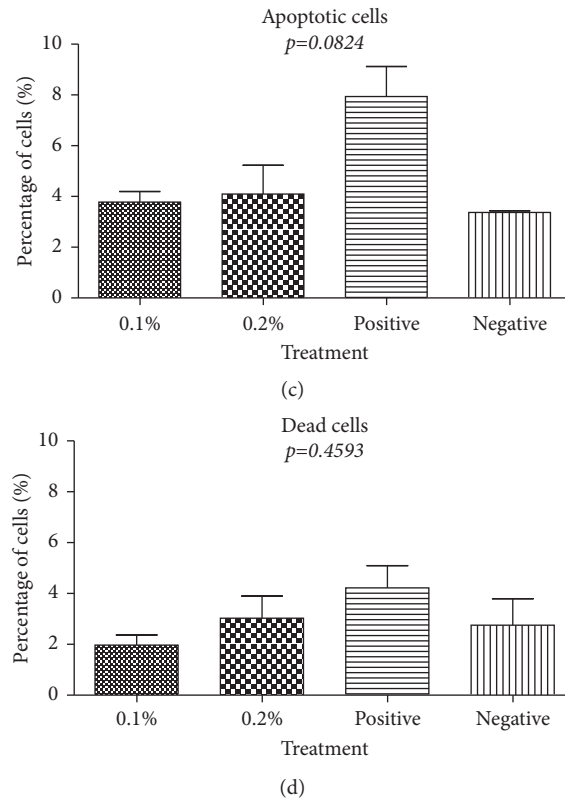 Apoptotic cells
p=0.0824
Percentage of cells (%)
10
8
6
4
2
0
0.1% 0.2% Positive Negative
Treatment
(c)
Dead cells
p=0.4593
Percentage of cells (%)
10
8
6
4
2
0
0.1% 0.2% Positive Negative
Treatment
(d)